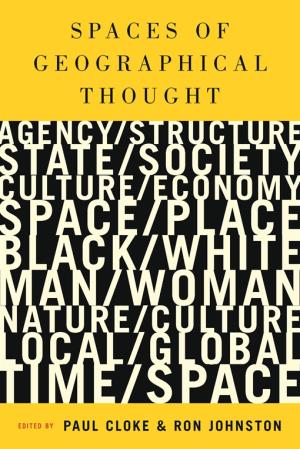 SPACES OF
GEOGRAPHICAL
THOUGHT
AGENCY/STRUCTURE
STATE/SOCIETY
CULTURE/ECONOMY
SPACE/PLACE
BLACK/WHITE
MAN/WOMAN
NATURE/CULTURE
LOCAL/GLOBAL
TIME/SPACE
EDITED BY PAUL CLOKE & RON JOHNSTON